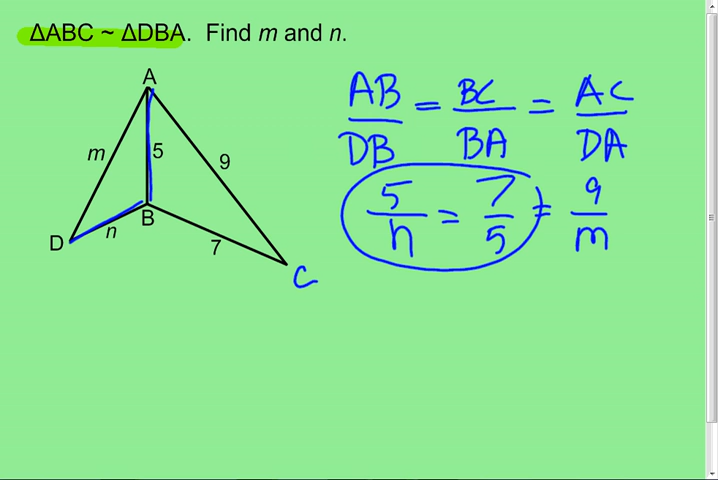 ΔABC ~ ΔDBA. Find m and n.
A
m
5
9
B
n
D
7
C
AB/DB = BC/BA = AC/DA
5/n = 7/5 = 9/m